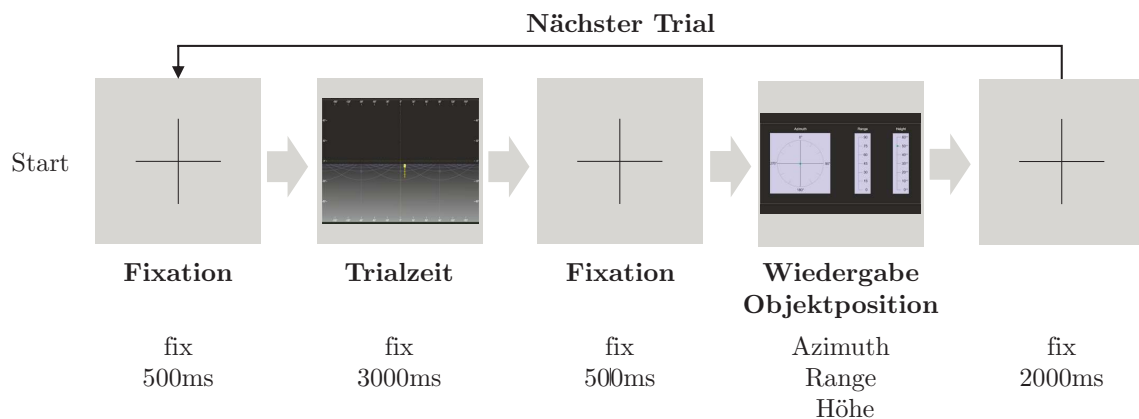 Nächster Trial
Start
Fixation
Trialzeit
Fixation
Wiedergabe
Objektposition
fix
500ms
fix
3000ms
fix
500ms
Azimuth
Range
Höhe
fix
2000ms
Azimuth
Range
Height